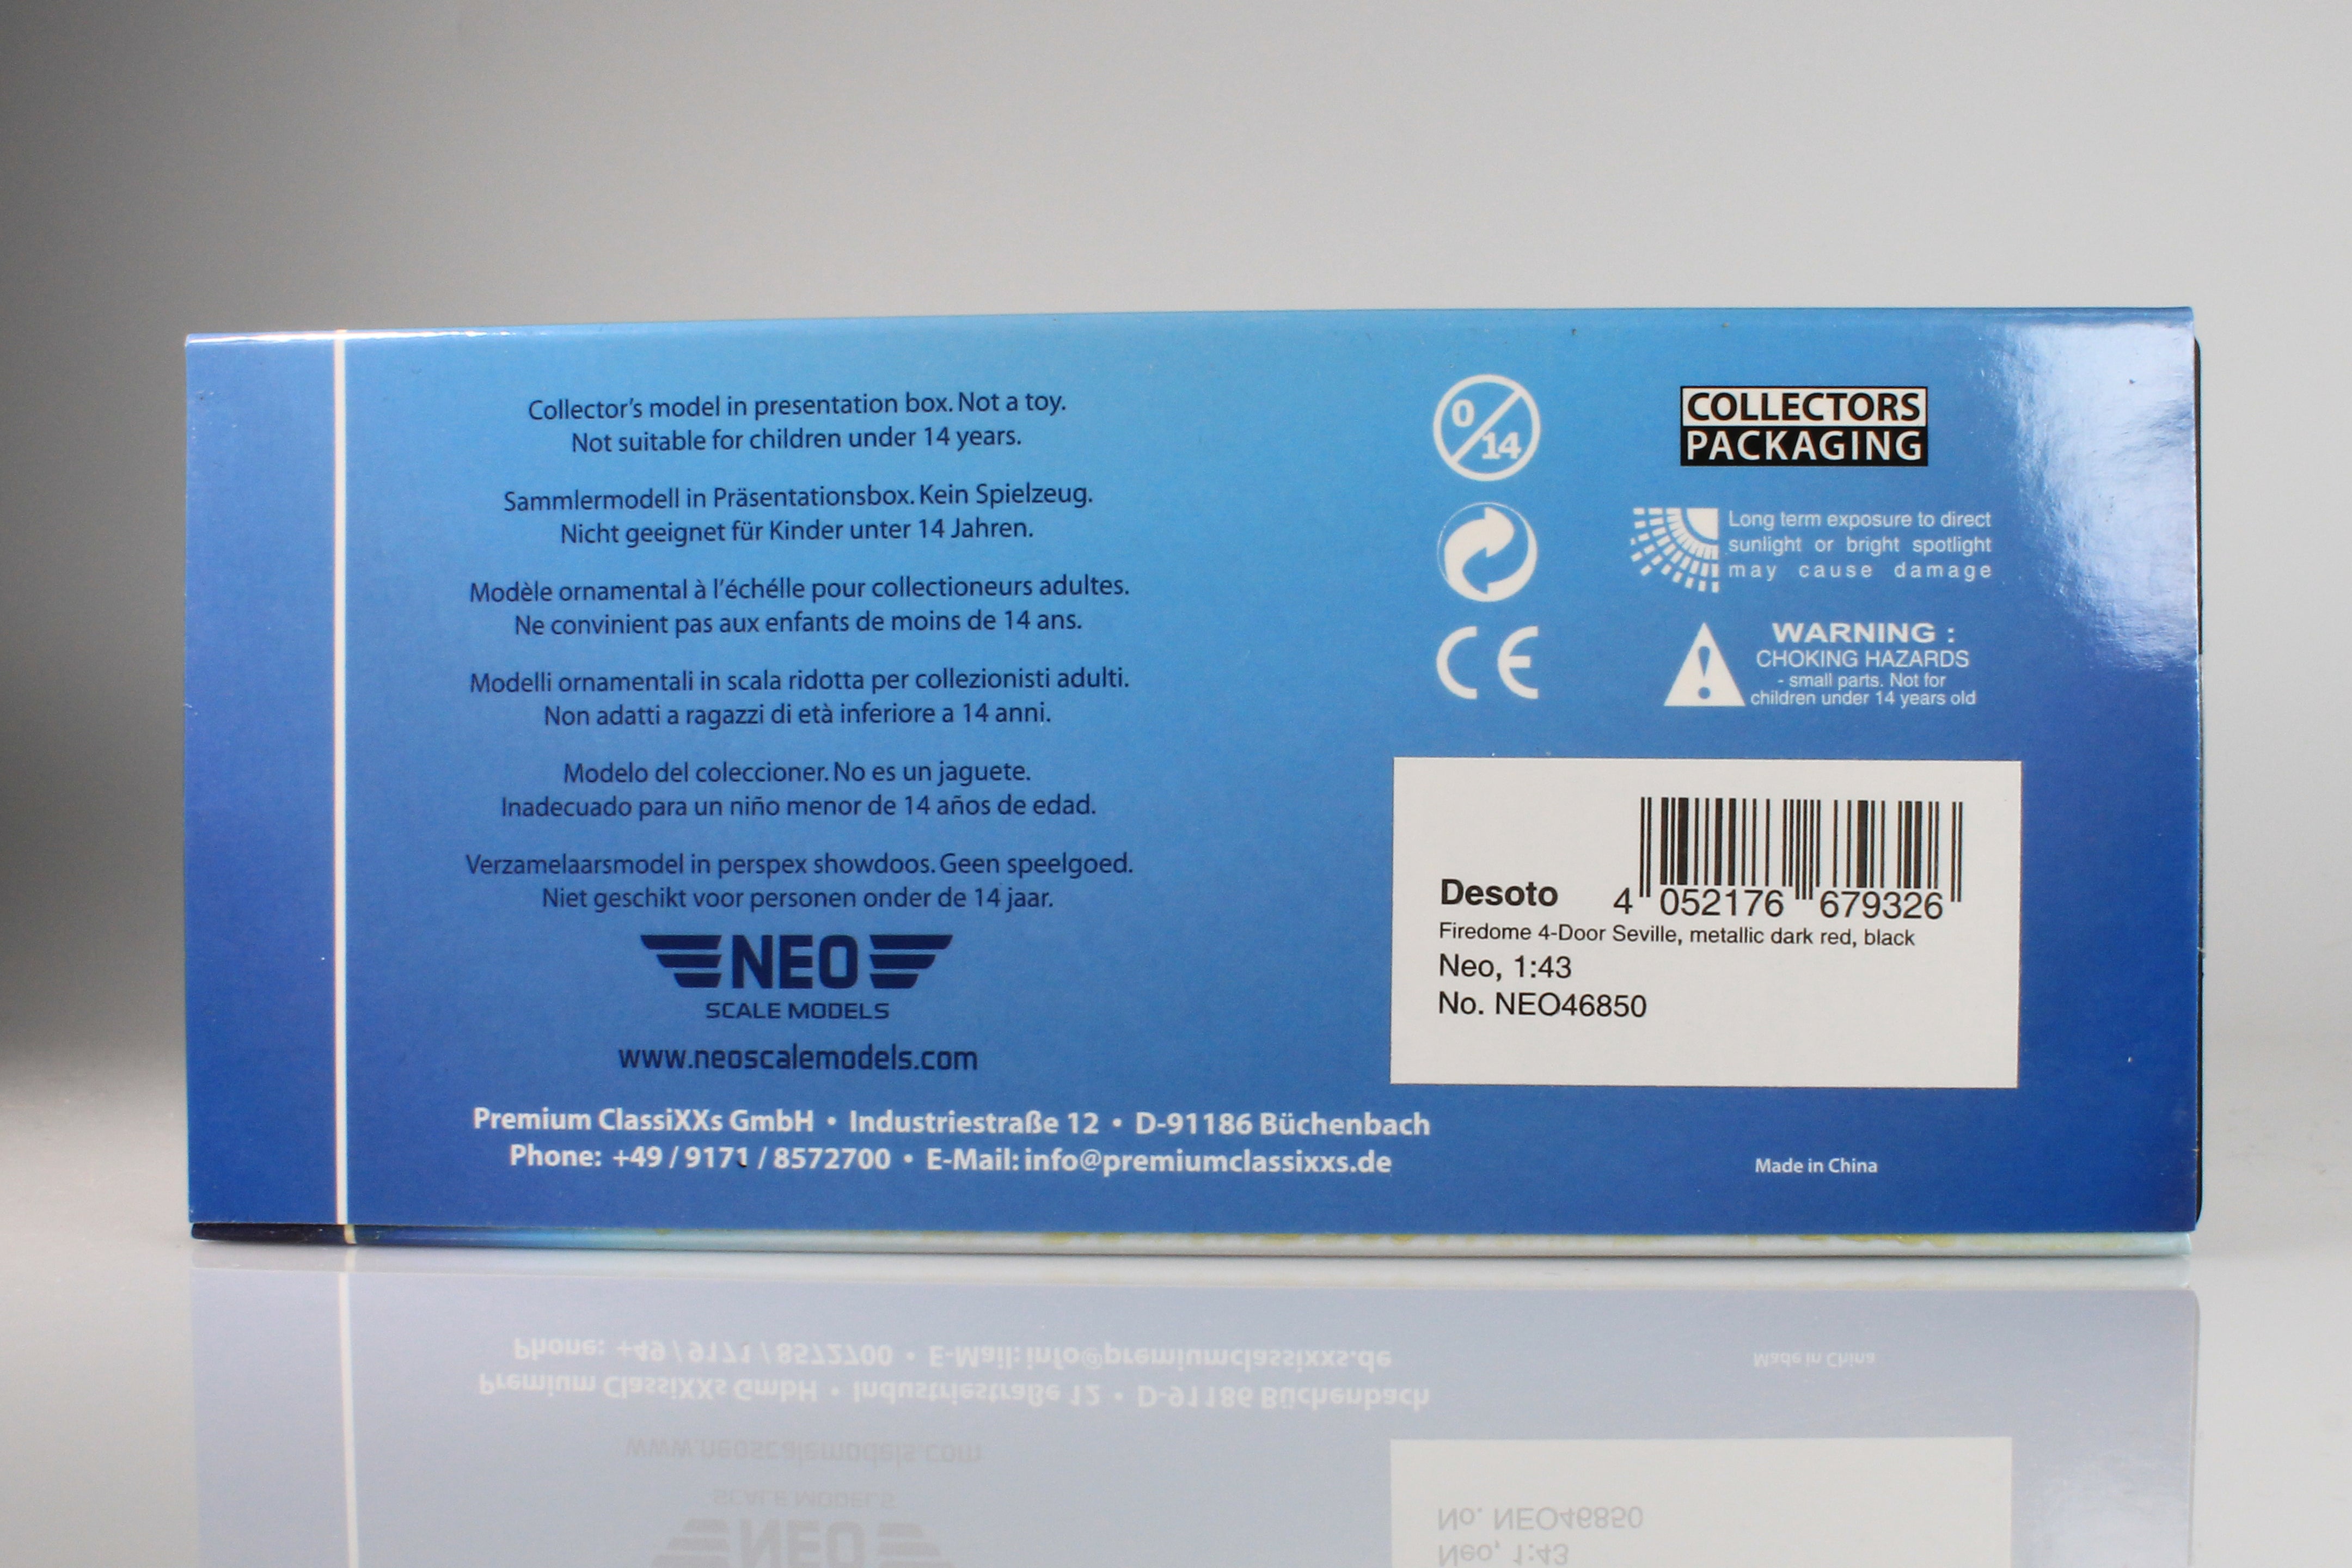 Collector's model in presentation box. Not a toy.
Not suitable for children under 14 years.
Sammlermodell in Präsentationsbox. Kein Spielzeug.
Nicht geeignet für Kinder unter 14 Jahren.
Modèle ornamental à l'échélle pour collectioneurs adultes.
Ne convinient pas aux enfants de moins de 14 ans.
Modelli ornamentali in scala ridotta per collezionisti adulti.
Non adatti a ragazzi di età inferiore a 14 anni.
Modelo del coleccioner. No es un jaguete.
Inadecuado para un niño menor de 14 años de edad.
Verzamelaarsmodel in perspex showdoos. Geen speelgoed.
Niet geschikt voor personen onder de 14 jaar.
NEO
SCALE MODELS
www.neoscalemodels.com
Premium ClassiXXs GmbH • Industriestraße 12 • D-91186 Büchenbach
Phone: +49 / 9171 / 8572700 • E-Mail: info@premiumclassixxs.de
0
14
CE
COLLECTORS
PACKAGING
Long term exposure to direct
sunlight or bright spotlight
may cause damage
WARNING :
CHOKING HAZARDS
- small parts. Not for
children under 14 years old
Desoto
4 052176 679326
Firedome 4-Door Seville, metallic dark red, black
Neo, 1:43
No. NEO46850
Made in China